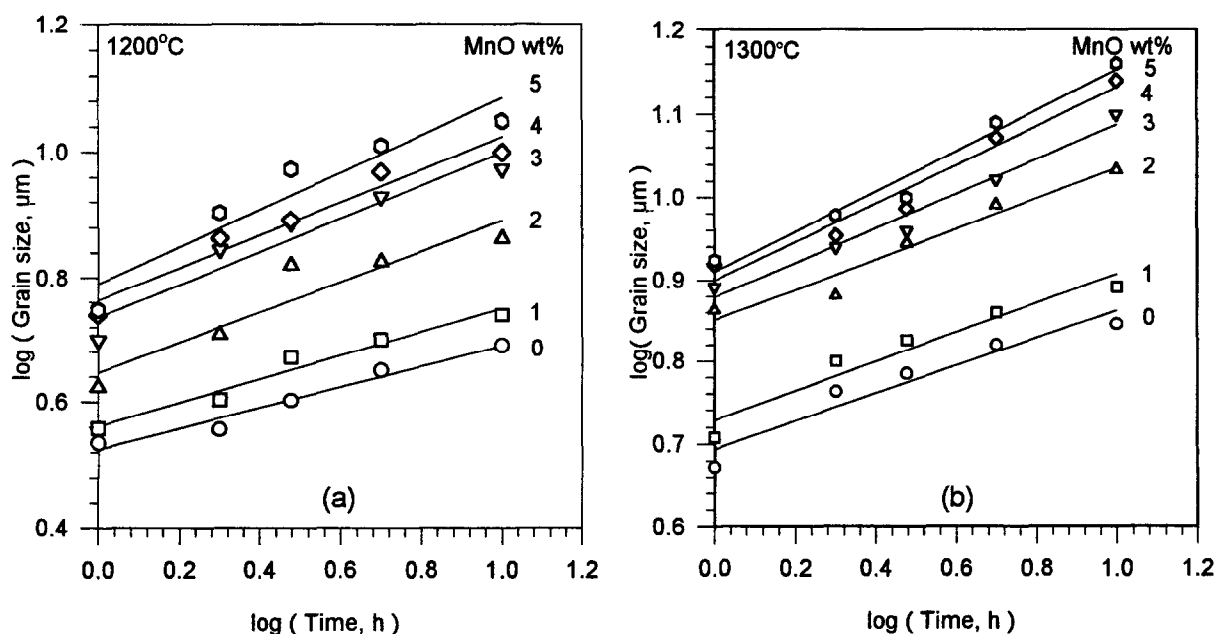 1.2
1200°C
MnO wt%
5
4
3
2
1
0
1.0
0.8
0.6
0.4
log ( Grain size, µm )
(a)
0.0 0.2 0.4 0.6 0.8 1.0 1.2
log ( Time, h )
1.2
1300°C
MnO wt%
5
4
3
2
1
0
1.1
1.0
0.9
0.8
0.7
0.6
log( Grain size, µm )
(b)
0.0 0.2 0.4 0.6 0.8 1.0 1.2
log ( Time, h )